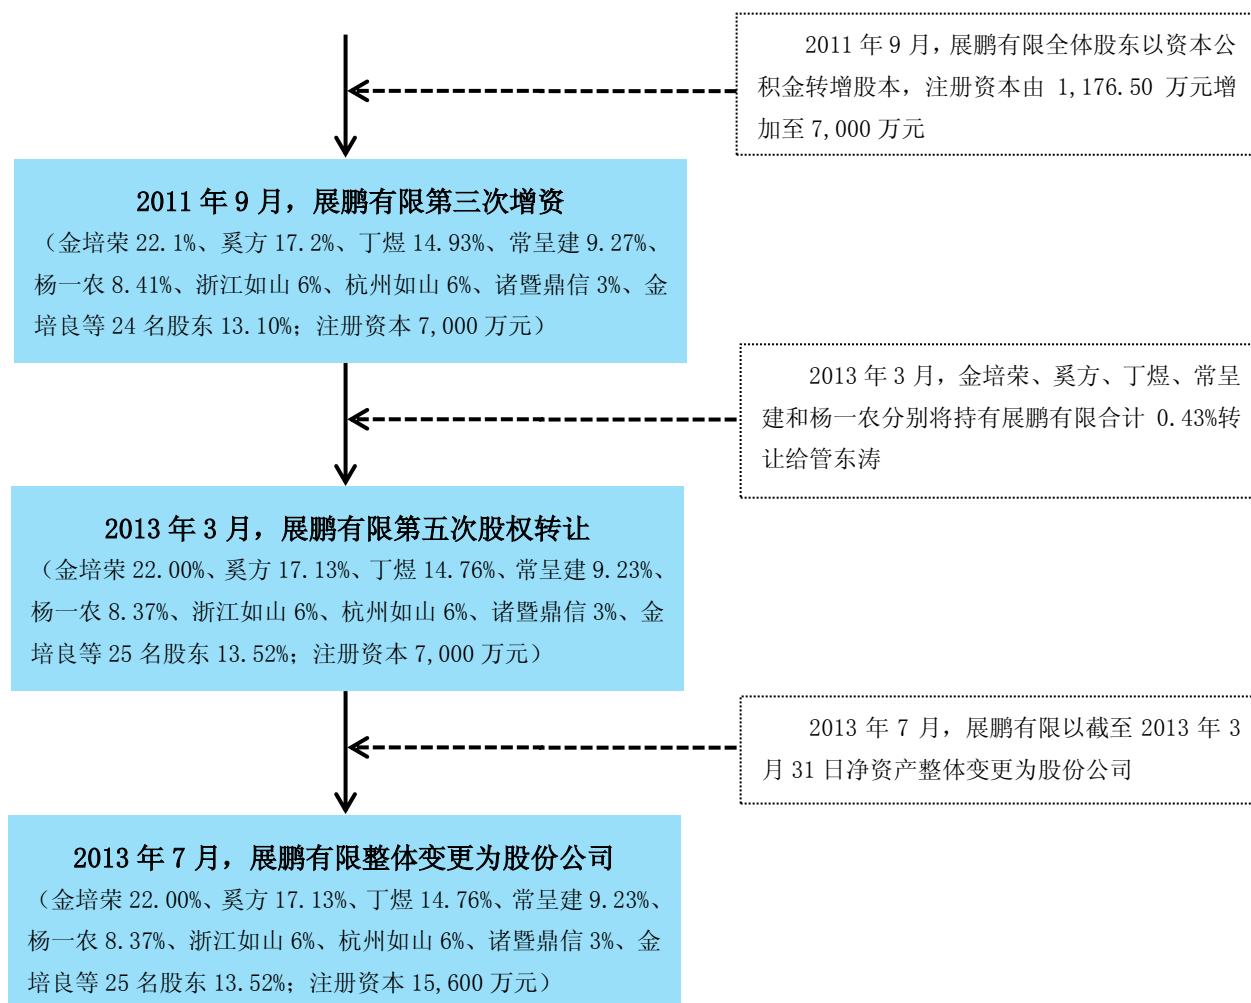 2011 年 9 月，展鹏有限全体股东以资本公
积金转增股本，注册资本由 1,176.50 万元增
加至 7,000 万元
2011 年 9 月，展鹏有限第三次增资
（金培荣 22.1%、奚方 17.2%、丁煜 14.93%、常呈建 9.27%、
杨一农 8.41%、浙江如山 6%、杭州如山 6%、诸暨鼎信 3%、金
培良等 24 名股东 13.10%；注册资本 7,000 万元）
2013 年 3 月，金培荣、奚方、丁煜、常呈
建和杨一农分别将持有展鹏有限合计 0.43%转
让给管东涛
2013 年 3 月，展鹏有限第五次股权转让
（金培荣 22.00%、奚方 17.13%、丁煜 14.76%、常呈建 9.23%、
杨一农 8.37%、浙江如山 6%、杭州如山 6%、诸暨鼎信 3%、金
培良等 25 名股东 13.52%；注册资本 7,000 万元）
2013 年 7 月，展鹏有限以截至 2013 年 3
月 31 日净资产整体变更为股份公司
2013 年 7 月，展鹏有限整体变更为股份公司
（金培荣 22.00%、奚方 17.13%、丁煜 14.76%、常呈建 9.23%、
杨一农 8.37%、浙江如山 6%、杭州如山 6%、诸暨鼎信 3%、金
培良等 25 名股东 13.52%；注册资本 15,600 万元）